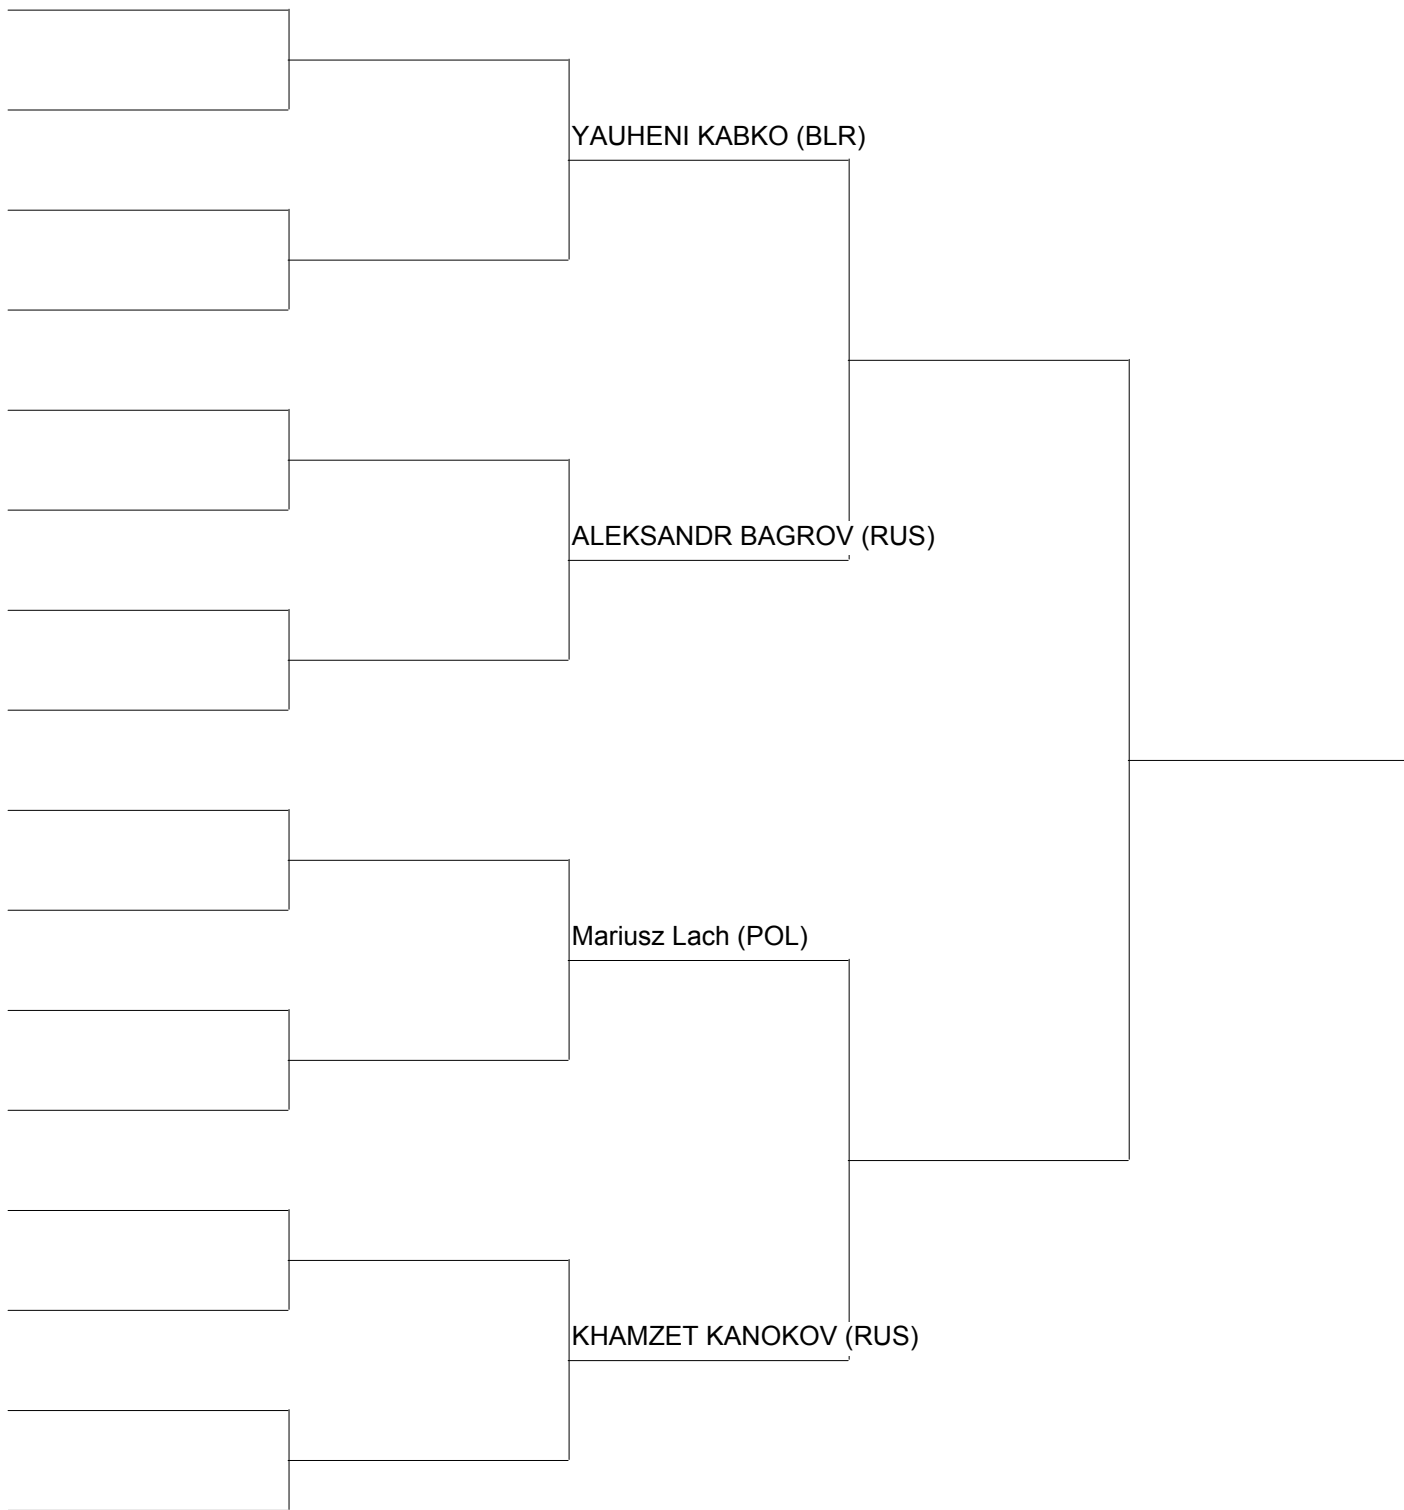 YAUHENI KABKO (BLR)
ALEKSANDR BAGROV (RUS)
Mariusz Lach (POL)
KHAMZET KANOKOV (RUS)